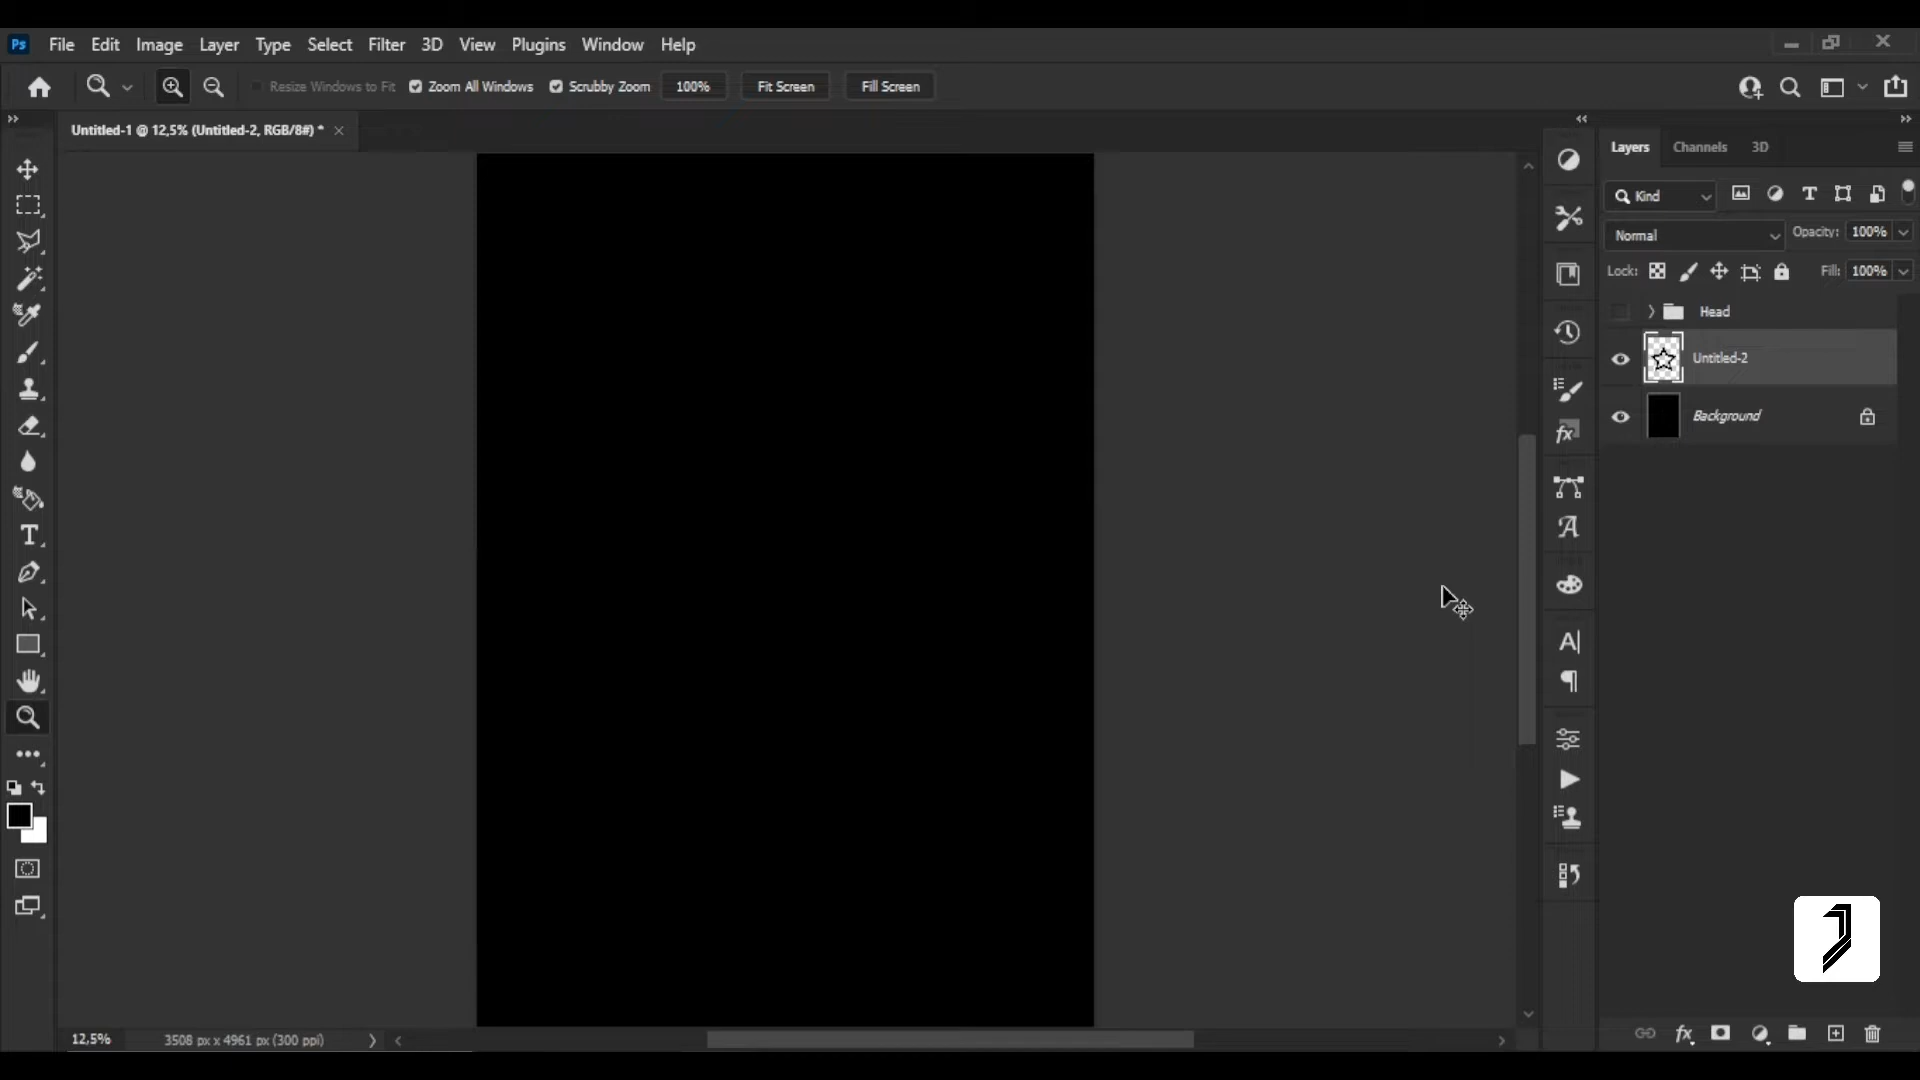 Ps File Edit Image Layer Type Select Filter 3D View Plugins Window Help
Resize Windows to Fit Zoom All Windows Scrubby Zoom 100% Fit Screen Fill Screen
Untitled-1 @ 12,5% (Untitled-2, RGB/8#) *
Layers Channels 3D
Kind
Normal Opacity: 100%
Lock: Fill: 100%
Head
Untitled-2
Background
12,5% 3508 px x 4961 px (300 ppi)